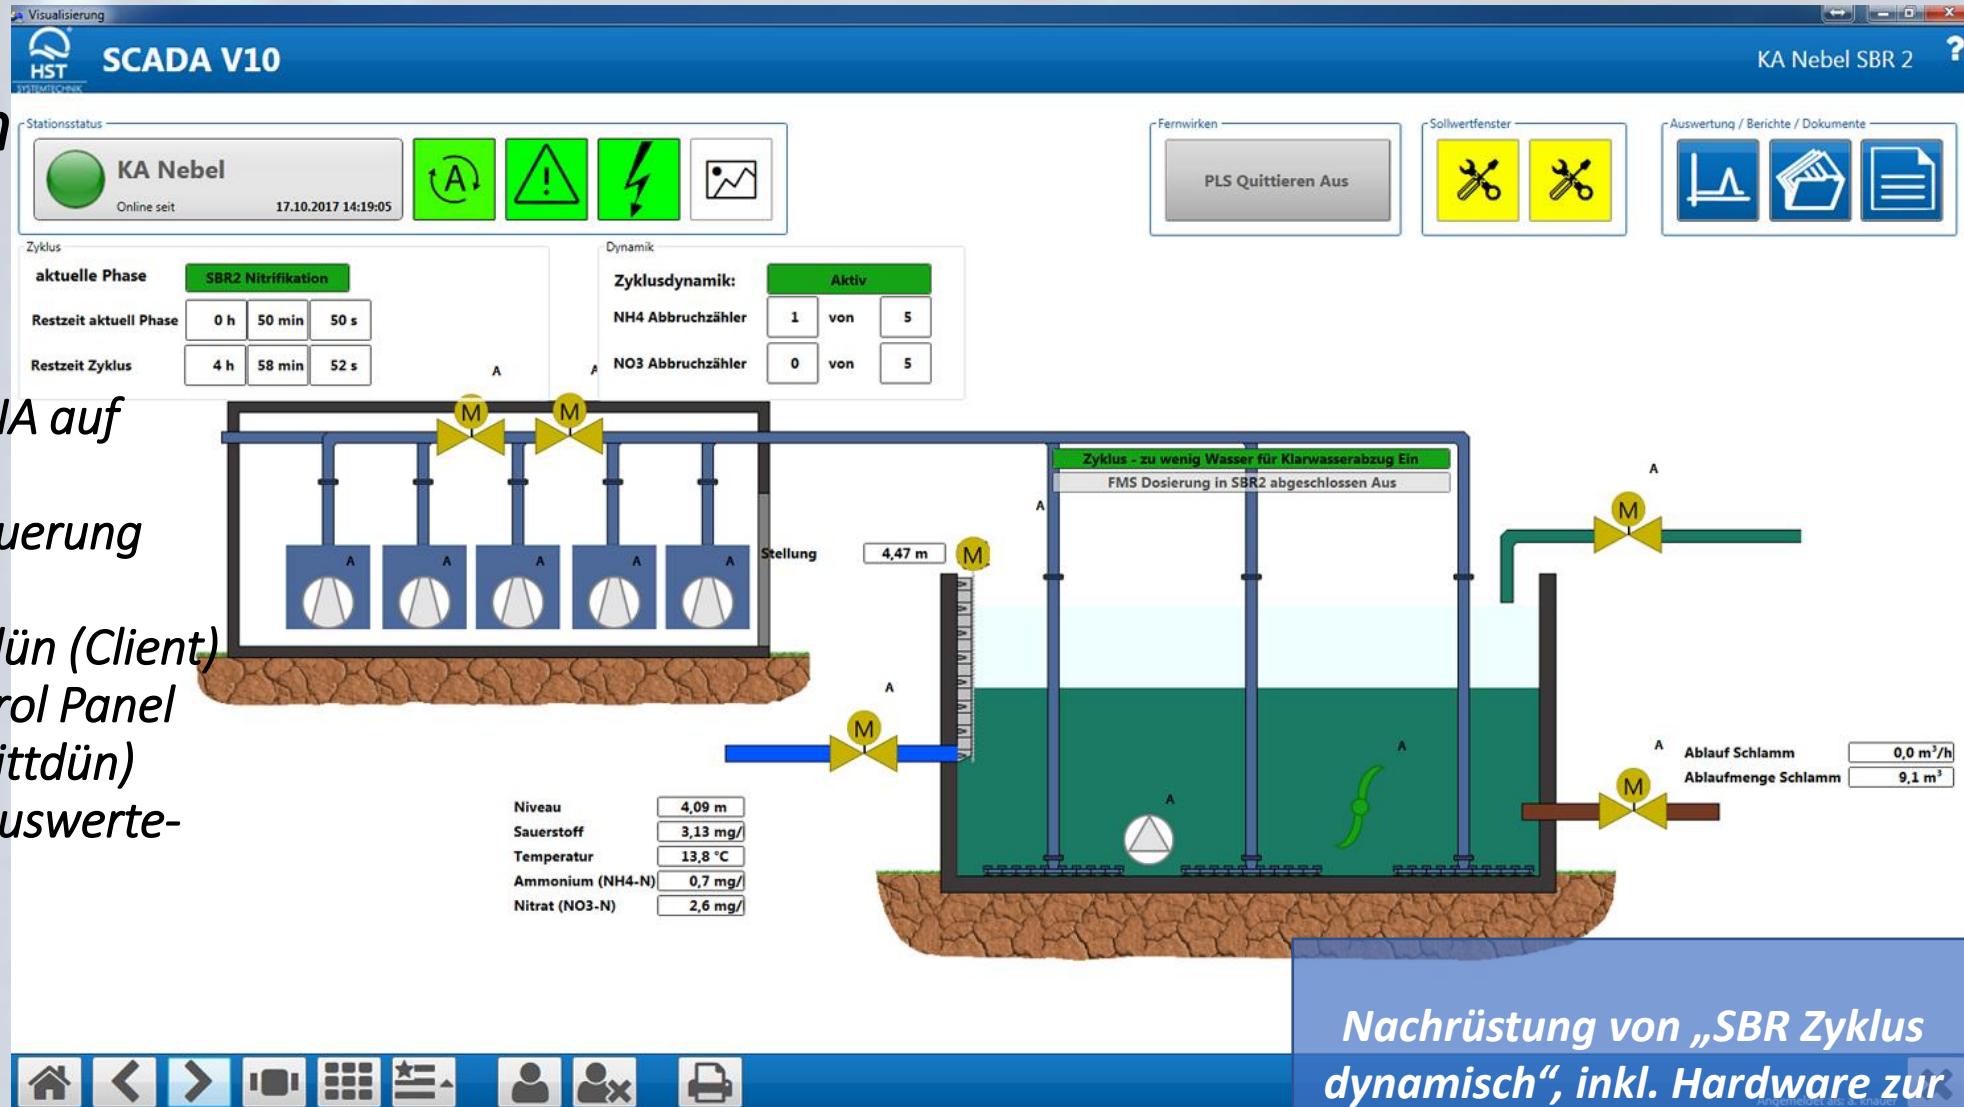 Visualisierung
HST
SYSTEMTECHNIK
SCADA V10
KA Nebel SBR 2
?
Stationsstatus
KA Nebel
Online seit 17.10.2017 14:19:05
A
Fernwirken
PLS Quittieren Aus
Sollwertfenster
Auswertung / Berichte / Dokumente
Zyklus
aktuelle Phase SBR2 Nitrifikation
Restzeit aktuell Phase 0 h 50 min 50 s
Restzeit Zyklus 4 h 58 min 52 s
Dynamik
Zyklusdynamik: Aktiv
NH4 Abbruchzähler 1 von 5
NO3 Abbruchzähler 0 von 5
A A
M M
IA auf
uerung
lün (Client)
rol Panel
ittdün)
uswerte-
A A A A A
Zyklus - zu wenig Wasser für Klarwasserabzug Ein
FMS Dosierung in SBR2 abgeschlossen Aus
A
A
M
Stellung 4,47 m M
A
M
A
A
Niveau 4,09 m
Sauerstoff 3,13 mg/
Temperatur 13,8 °C
Ammonium (NH4-N) 0,7 mg/
Nitrat (NO3-N) 2,6 mg/
A
M
Ablauf Schlamm 0,0 m³/h
Ablaufmenge Schlamm 9,1 m³
Nachrüstung von „SBR Zyklus
dynamisch“, inkl. Hardware zur
Angemeldet als: a. knauer